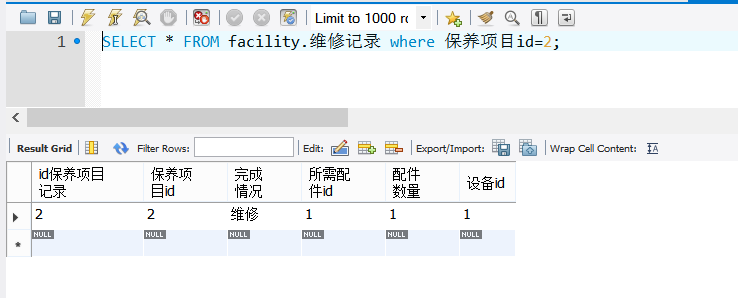 Limit to 1000 ro
1 SELECT * FROM facility.维修记录 where 保养项目id=2;
Result Grid Filter Rows: Edit: Export/Import: Wrap Cell Content: IA
id保养项目 保养项 完成 所需配 配件 设备id
记录 目id 情况 件id 数量
2 2 维修 1 1 1
NULL NULL NULL NULL NULL NULL